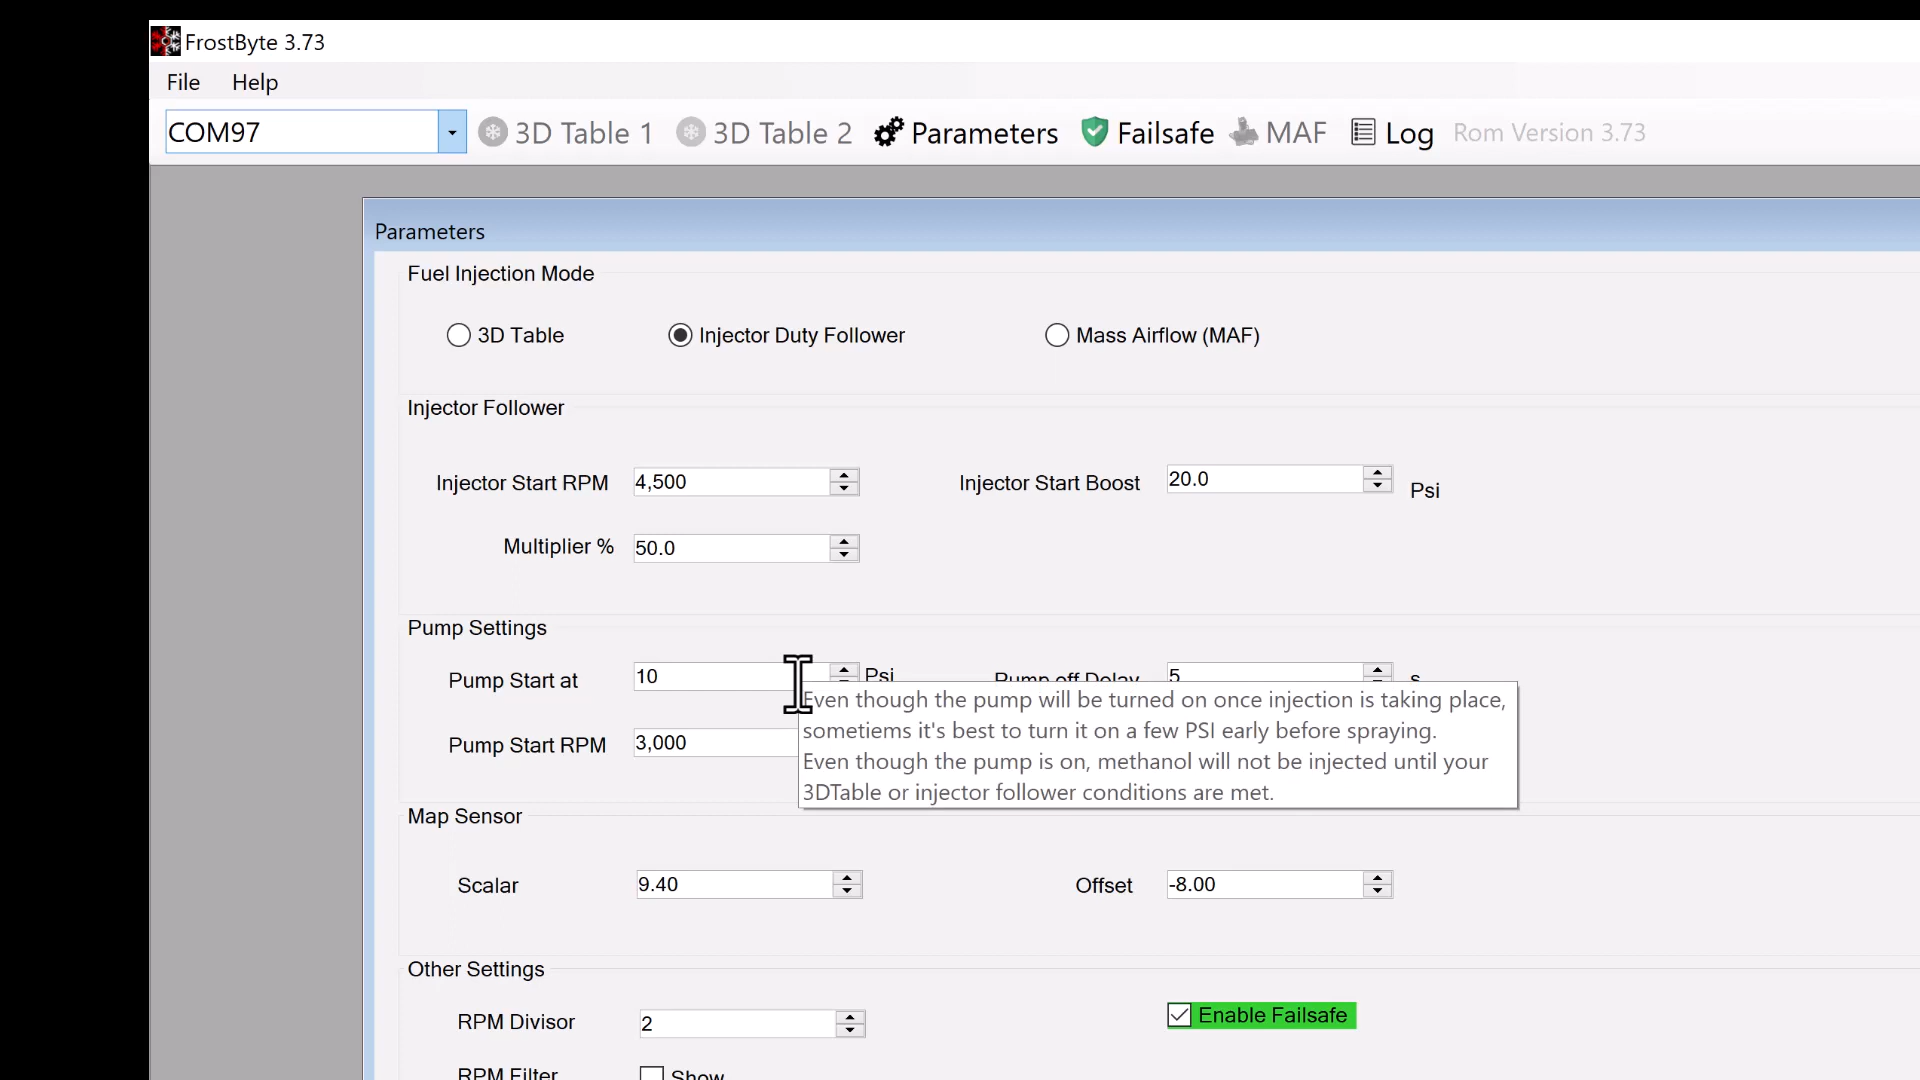 FrostByte 3.73
File Help
COM97 3D Table 1 3D Table 2 Parameters Failsafe MAF Log Rom Version 3.73
Parameters
Fuel Injection Mode
3D Table Injector Duty Follower Mass Airflow (MAF)
Injector Follower
Injector Start RPM 4,500 Injector Start Boost 20.0 Psi
Multiplier % 50.0
Pump Settings
Pump Start at 10 Psi Pump off Delay 5 s
Even though the pump will be turned on once injection is taking place,
sometiems it's best to turn it on a few PSI early before spraying.
Even though the pump is on, methanol will not be injected until your
3DTable or injector follower conditions are met.
Pump Start RPM 3,000
Map Sensor
Scalar 9.40 Offset -8.00
Other Settings
RPM Divisor 2 Enable Failsafe
RPM Filter Show